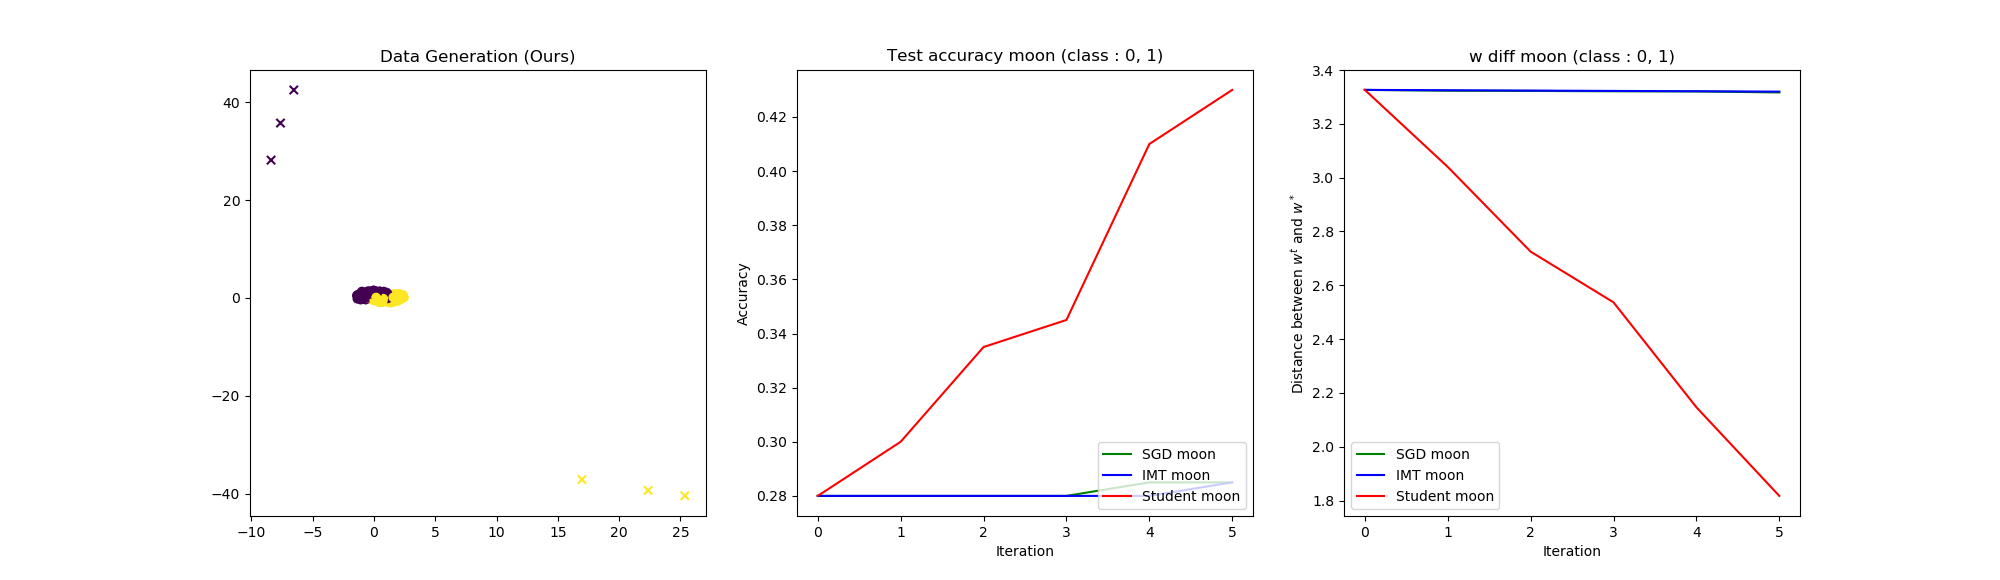 Data Generation (Ours)
40
20
0
−20
−40
−10 −5 0 5 10 15 20 25
Test accuracy moon (class : 0, 1)
Accuracy
0.42
0.40
0.38
0.36
0.34
0.32
0.30
0.28
SGD moon
IMT moon
Student moon
0 1 2 3 4 5
Iteration
w diff moon (class : 0, 1)
Distance between w^t and w^*
3.4
3.2
3.0
2.8
2.6
2.4
2.2
2.0
1.8
SGD moon
IMT moon
Student moon
0 1 2 3 4 5
Iteration